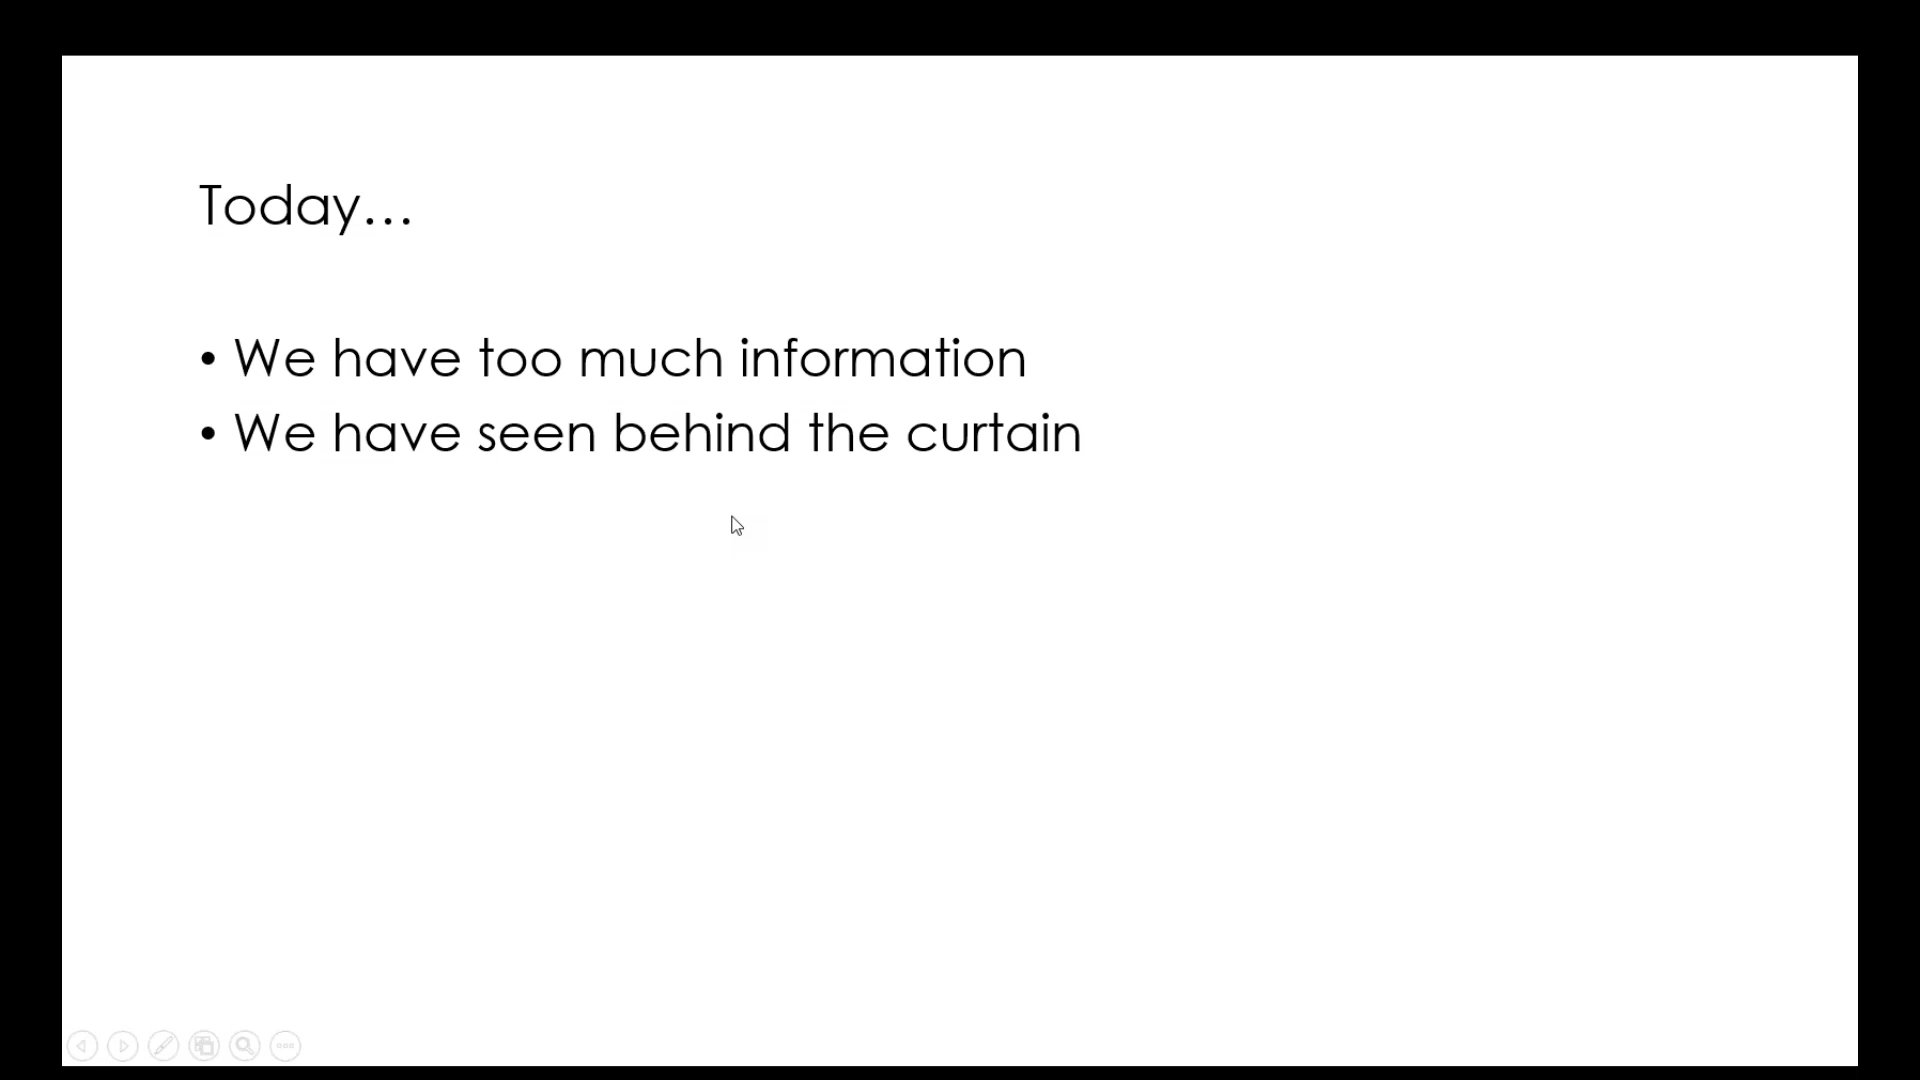 Today…
• We have too much information
• We have seen behind the curtain